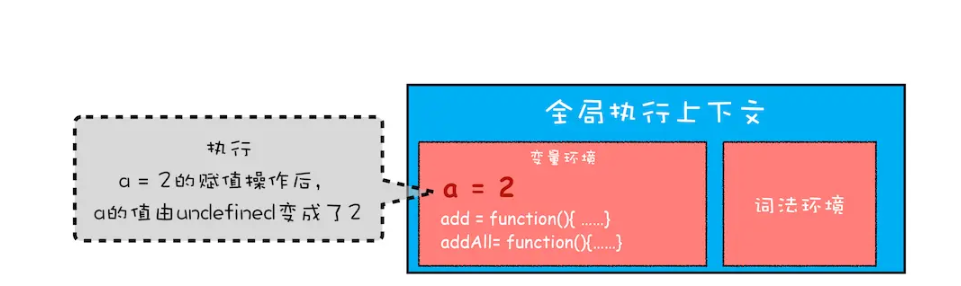 全局执行上下文
执行
a = 2的赋值操作后，
a的值由undefined变成了2
变量环境
a = 2
add = function(){ ......}
addAll= function(){......}
词法环境